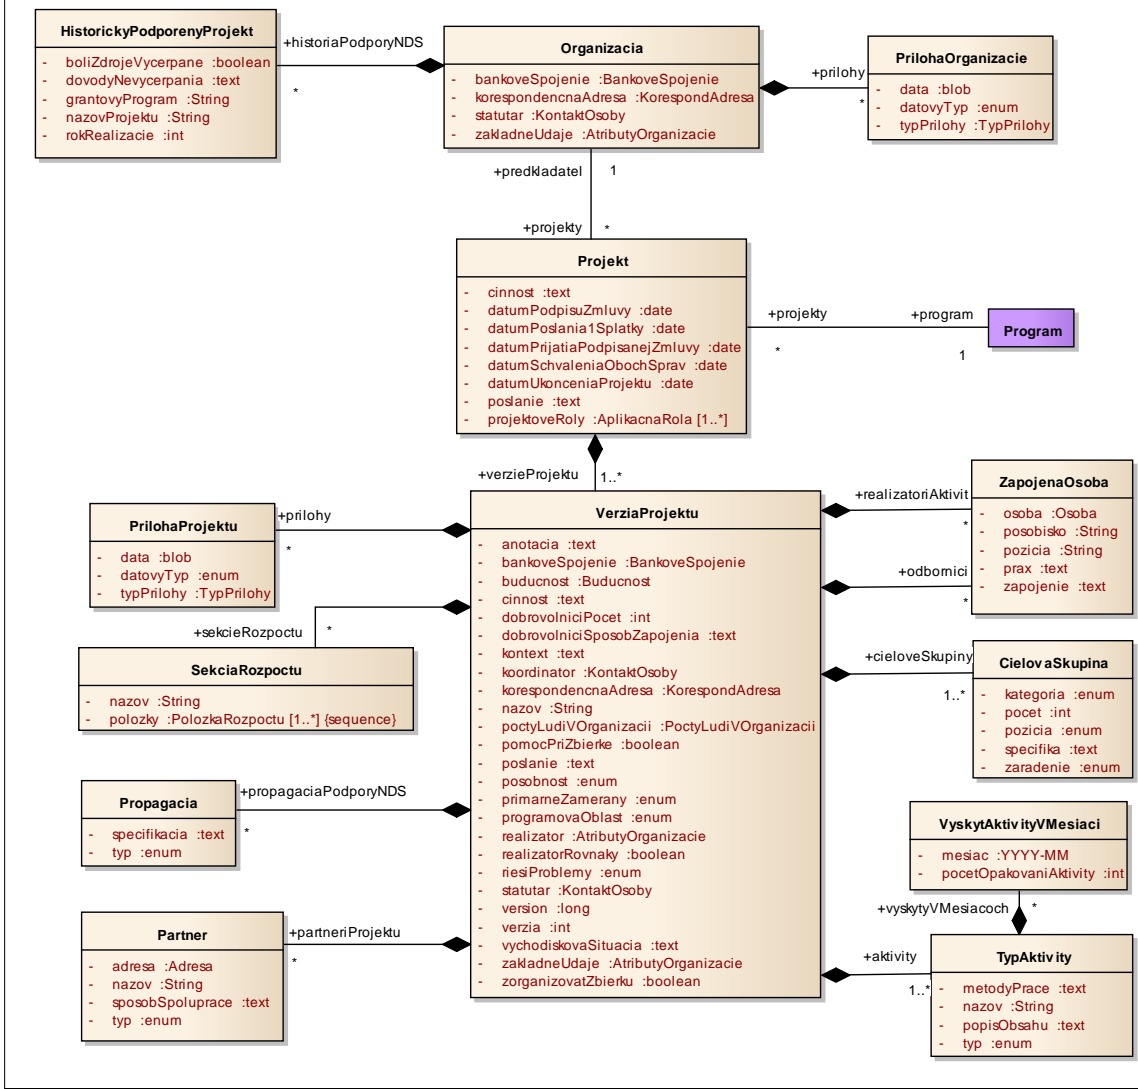 HistorickyPodporenyProjekt
- boliZdrojeVycerpane :boolean
- dovodyNevycerpania :text
- grantovyProgram :String
- nazovProjektu :String
- rokRealizacie :int
+historiaPodporyNDS
*
Organizacia
- bankoveSpojenie :BankoveSpojenie
- korespondencnaAdresa :KorespondAdresa
- statutar :KontaktOsoby
- zakladneUdaje :AtributyOrganizacie
+prilohy
*
PrilohaOrganizacie
- data :blob
- datovyTyp :enum
- typPrilohy :TypPrilohy
+predkladatel 1
+projekty *
Projekt
- cinnost :text
- datumPodpisuZmluvy :date
- datumPoslania1Splatky :date
- datumPrijatiaPodpisanejZmluvy :date
- datumSchvaleniaObochSprav :date
- datumUkonceniaProjektu :date
- poslanie :text
- projektoveRoly :AplikacnaRola [1..*]
+projekty +program
* 1
Program
+verzieProjektu 1..*
VerziaProjektu
- anotacia :text
- bankoveSpojenie :BankoveSpojenie
- buducnost :Buducnost
- cinnost :text
- dobrovolniciPocet :int
- dobrovolniciSposobZapojenia :text
- kontext :text
- koordinator :KontaktOsoby
- korespondencnaAdresa :KorespondAdresa
- nazov :String
- poctyLudiVOrganizacii :PoctyLudiVOrganizacii
- pomocPriZbierke :boolean
- poslanie :text
- posobnost :enum
- primarneZamerany :enum
- programovaOblast :enum
- realizator :AtributyOrganizacie
- realizatorRovnaky :boolean
- riesiProblemy :enum
- statutar :KontaktOsoby
- version :long
- verzia :int
- vychodiskovaSituacia :text
- zakladneUdaje :AtributyOrganizacie
- zorganizovatZbierku :boolean
+prilohy
*
PrilohaProjektu
- data :blob
- datovyTyp :enum
- typPrilohy :TypPrilohy
+sekcieRozpoctu *
SekciaRozpoctu
- nazov :String
- polozky :PolozkaRozpoctu [1..*] {sequence}
+propagaciaPodporyNDS
*
Propagacia
- specifikacia :text
- typ :enum
+partneriProjektu
*
Partner
- adresa :Adresa
- nazov :String
- sposobSpoluprace :text
- typ :enum
+realizatoriAktivit
*
+odbornici
*
ZapojenaOsoba
- osoba :Osoba
- posobisko :String
- pozicia :String
- prax :text
- zapojenie :text
+cieloveSkupiny
1..*
CielovaSkupina
- kategoria :enum
- pocet :int
- pozicia :enum
- specifika :text
- zaradenie :enum
VyskytAktivityVMesiaci
- mesiac :YYYY-MM
- pocetOpakovaniAktivity :int
+vyskytyVMesiacoch *
+aktivity
1..*
TypAktivity
- metodyPrace :text
- nazov :String
- popisObsahu :text
- typ :enum